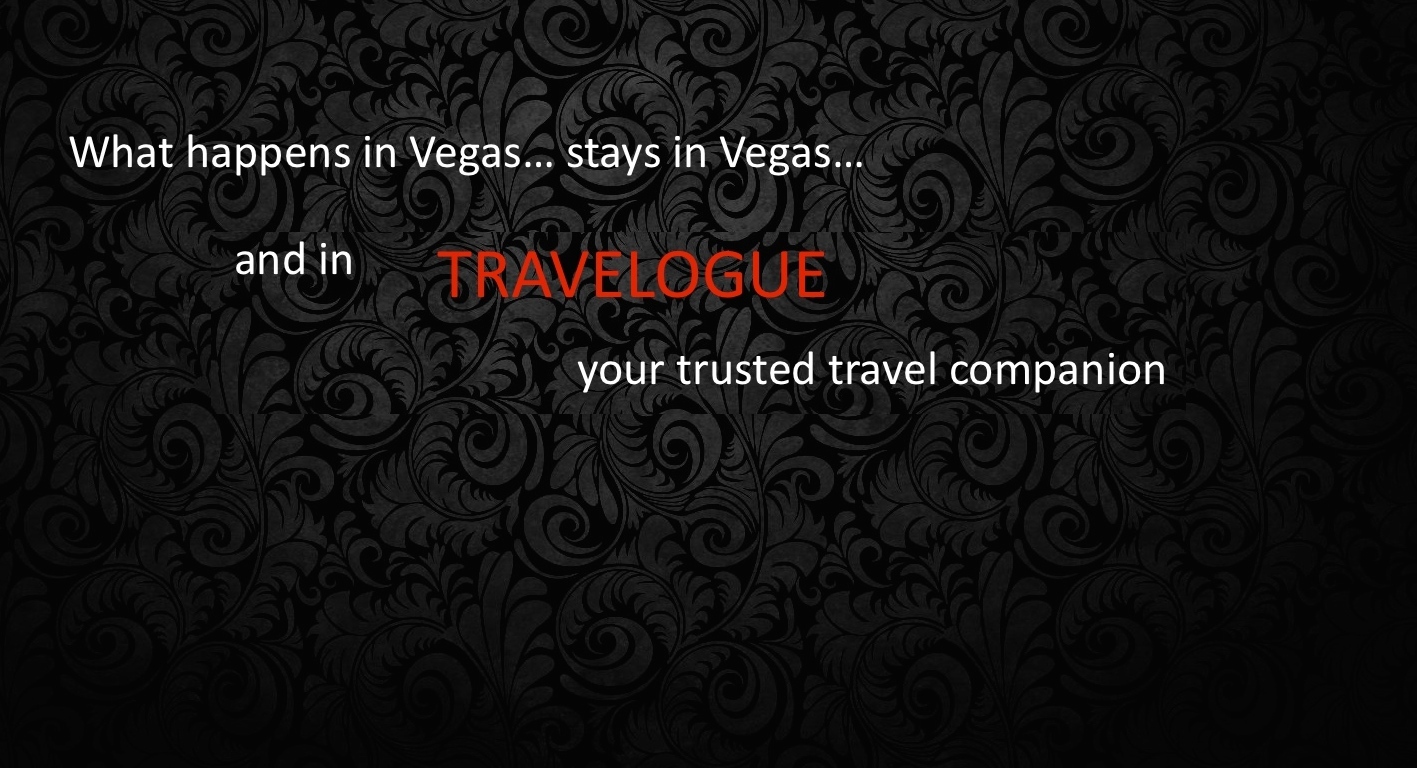 What happens in Vegas... stays in Vegas...
and in TRAVELOGUE
your trusted travel companion